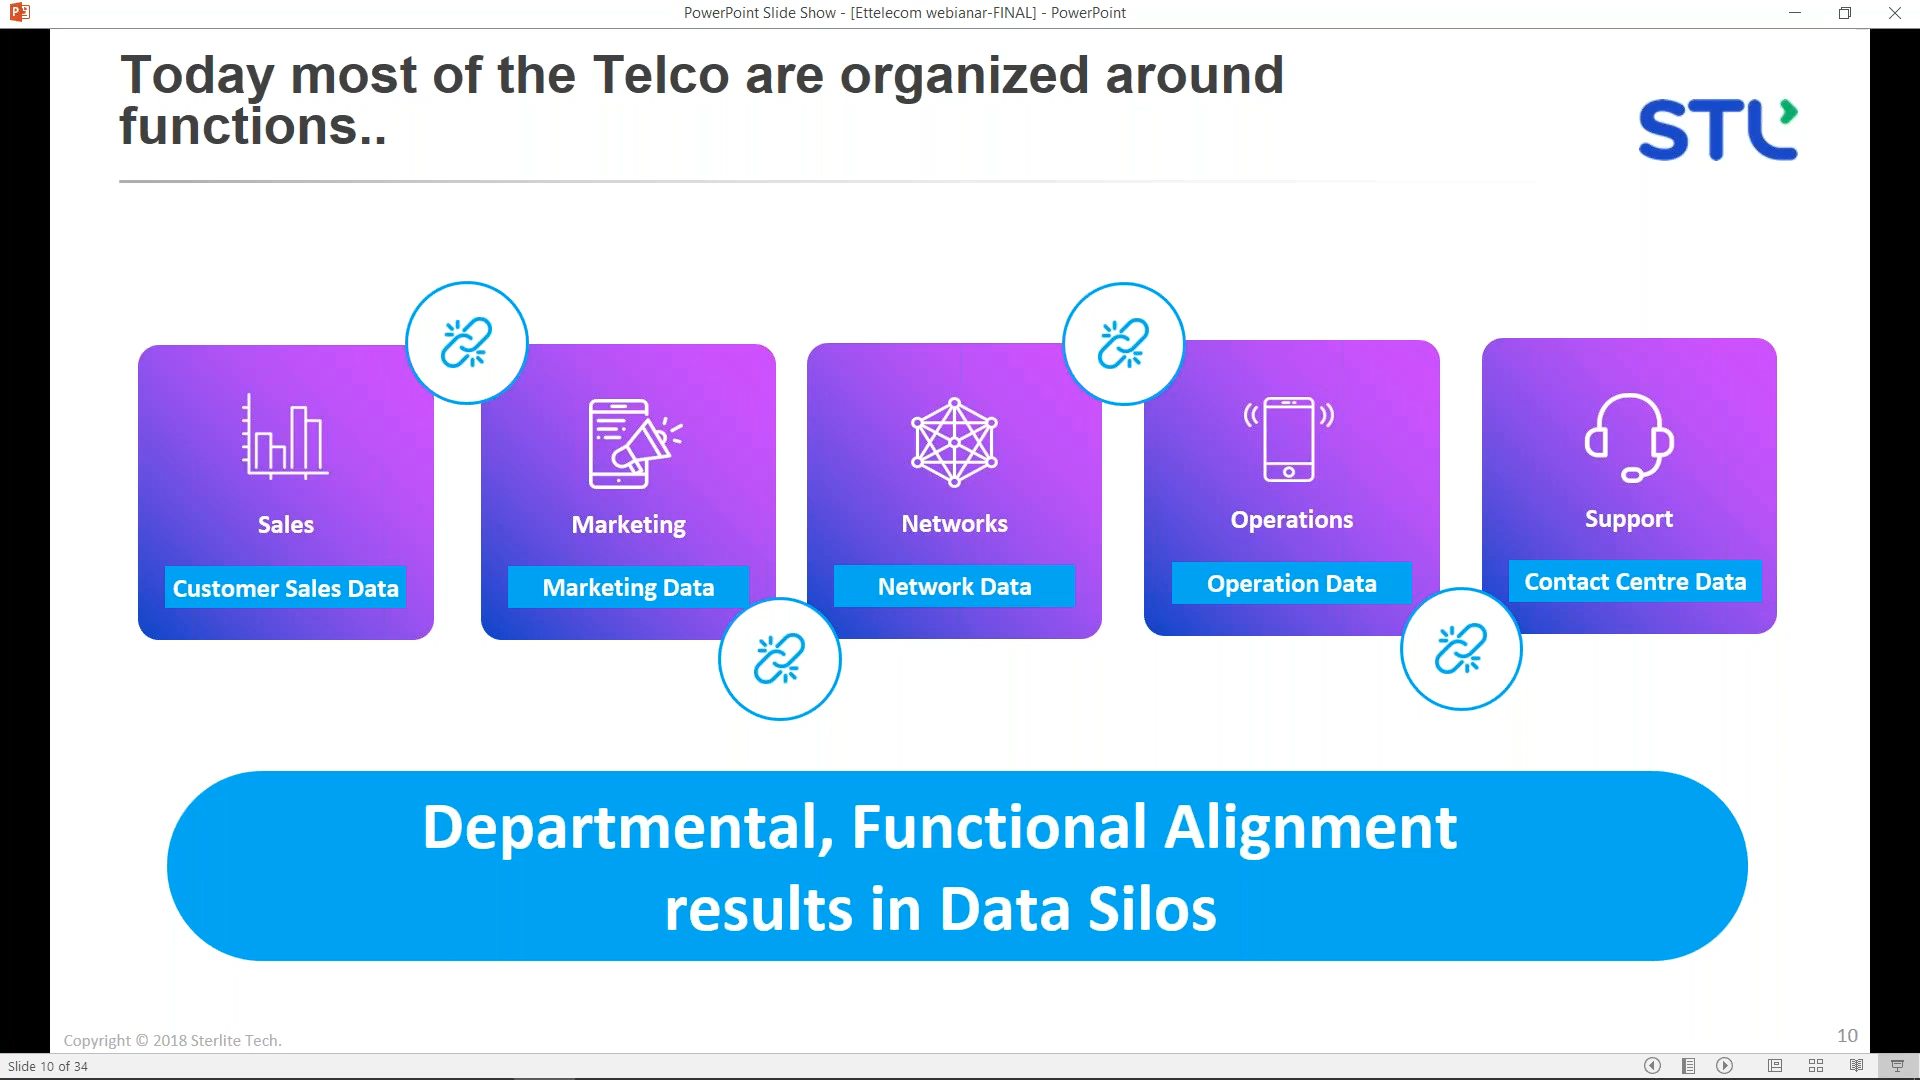 PowerPoint Slide Show - [Ettelecom webianar-FINAL] - PowerPoint
Today most of the Telco are organized around
functions..
STL
Sales
Customer Sales Data
Marketing
Marketing Data
Networks
Network Data
Operations
Operation Data
Support
Contact Centre Data
Departmental, Functional Alignment
results in Data Silos
Copyright © 2018 Sterlite Tech.
10
Slide 10 of 34